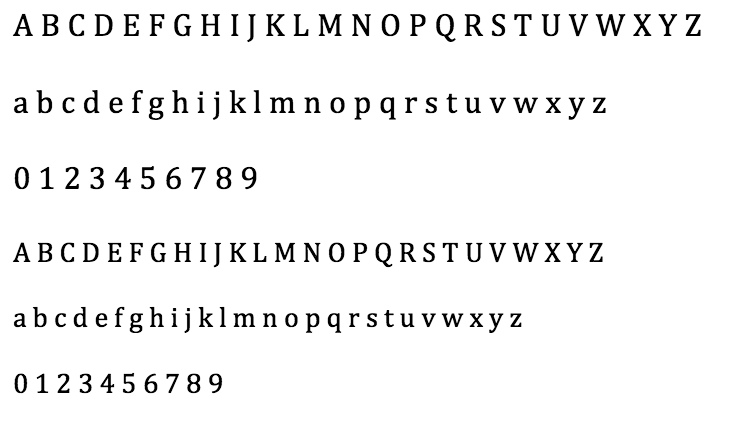 A B C D E F G H I J K L M N O P Q R S T U V W X Y Z
a b c d e f g h i j k l m n o p q r s t u v w x y z
0 1 2 3 4 5 6 7 8 9
A B C D E F G H I J K L M N O P Q R S T U V W X Y Z
a b c d e f g h i j k l m n o p q r s t u v w x y z
0 1 2 3 4 5 6 7 8 9